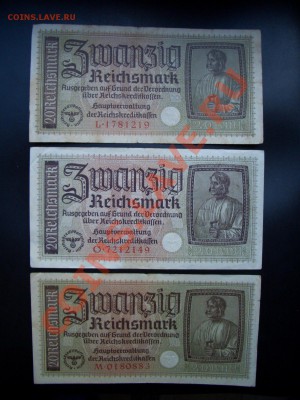 COINS.LAVE.RU
20 Reichsmark
Zwanzig
Reichsmark
Ausgegeben auf Grund der Verordnung
über Reichskreditkassen
Hauptverwaltung
der Reichskreditkassen
L·1781219
20 Reichsmark
Zwanzig
Reichsmark
Ausgegeben auf Grund der Verordnung
über Reichskreditkassen
Hauptverwaltung
der Reichskreditkassen
O·7212149
20 Reichsmark
Zwanzig
Reichsmark
Ausgegeben auf Grund der Verordnung
über Reichskreditkassen
Hauptverwaltung
der Reichskreditkassen
M·0180883